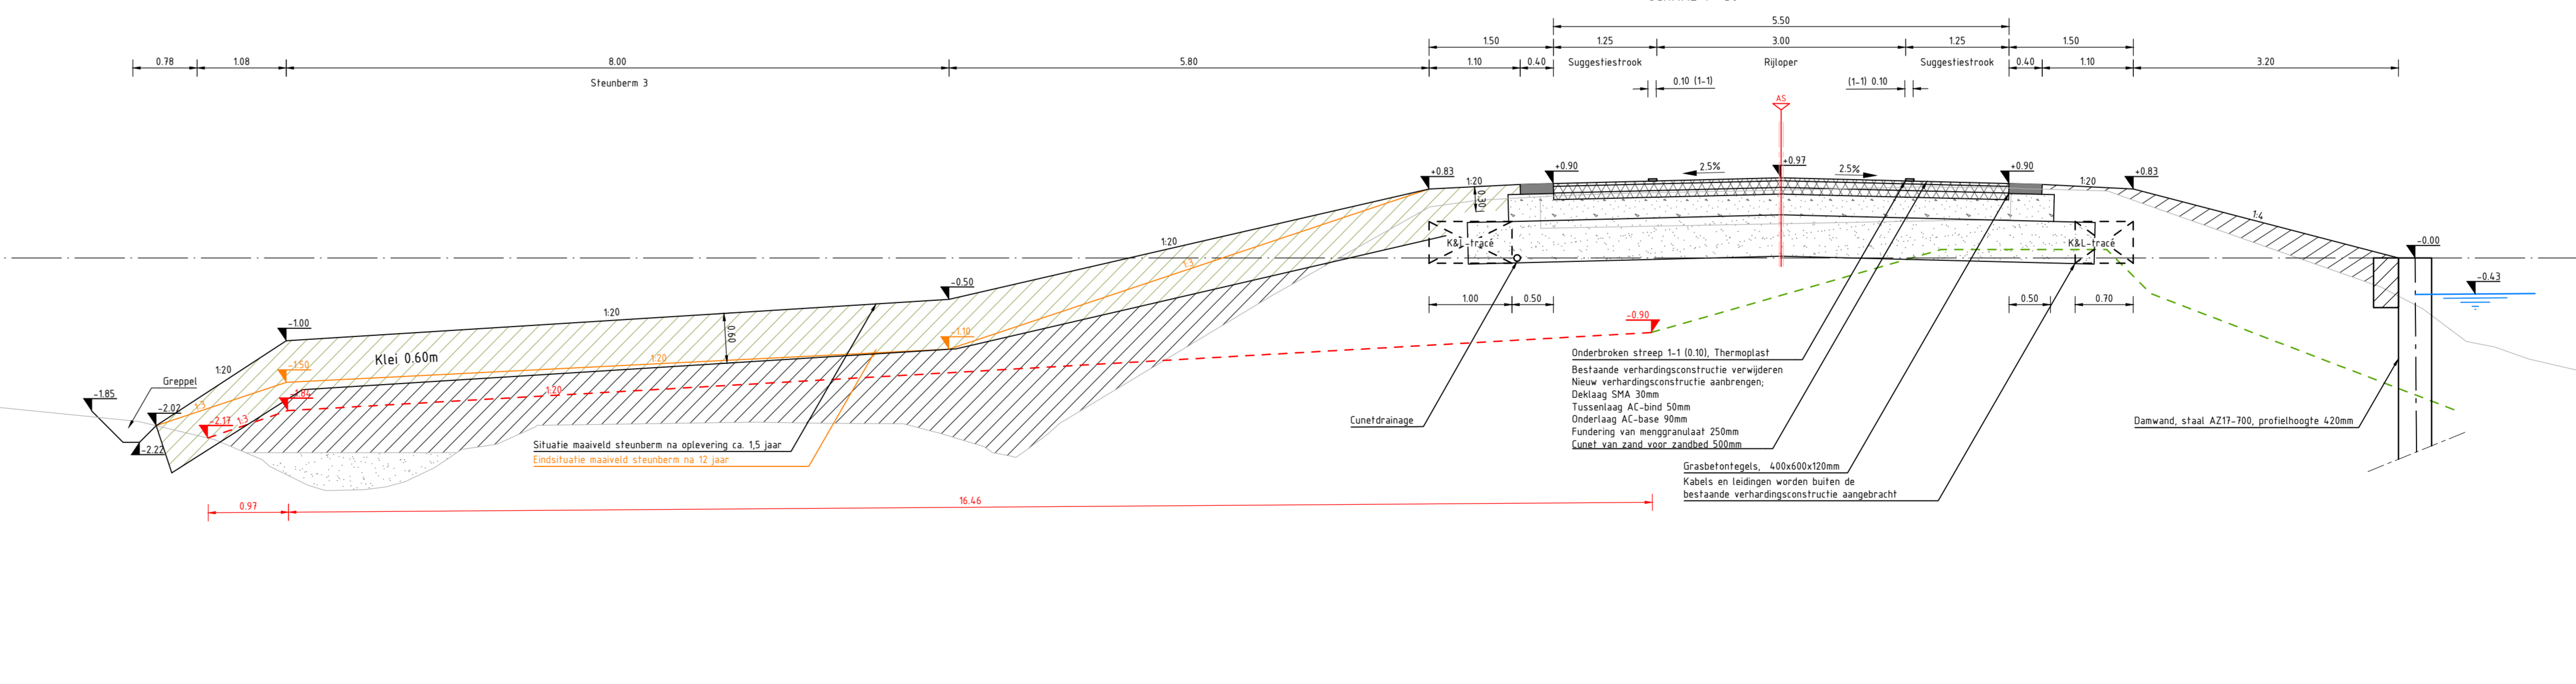 5.50
1.50 1.25 3.00 1.25 1.50
0.78 1.08 8.00 5.80 1.10 0.40 Suggestiestrook Rijloper Suggestiestrook 0.40 1.10 3.20
Steunberm 3
0.10 (1-1) (1-1) 0.10
AS
+0.83 1:20 +0.90 2.5% +0.97 2.5% +0.90 1:20 +0.83
0.30
1:4
K&L-tracé K&L-tracé
1:20
1:3
-0.00
-0.43
-0.50
1.00 0.50 0.50 0.70
-1.00
1:20
0.60
-1.10
-0.90
Klei 0.60m
1:20
-1.50
1:20
Greppel
-1.85
-2.02
1:3
-1.84
1:20
-2.17
1:3
-2.22
Onderbroken streep 1-1 (0.10), Thermoplast
Bestaande verhardingsconstructie verwijderen
Nieuw verhardingsconstructie aanbrengen;
Deklaag SMA 30mm
Tussenlaag AC-bind 50mm
Onderlaag AC-base 90mm
Fundering van menggranulaat 250mm
Cunet van zand voor zandbed 500mm
Cunetdrainage
Damwand, staal AZ17-700, profielhoogte 420mm
Situatie maaiveld steunberm na oplevering ca. 1,5 jaar
Eindsituatie maaiveld steunberm na 12 jaar
Grasbetontegels, 400x600x120mm
Kabels en leidingen worden buiten de
bestaande verhardingsconstructie aangebracht
0.97 16.46